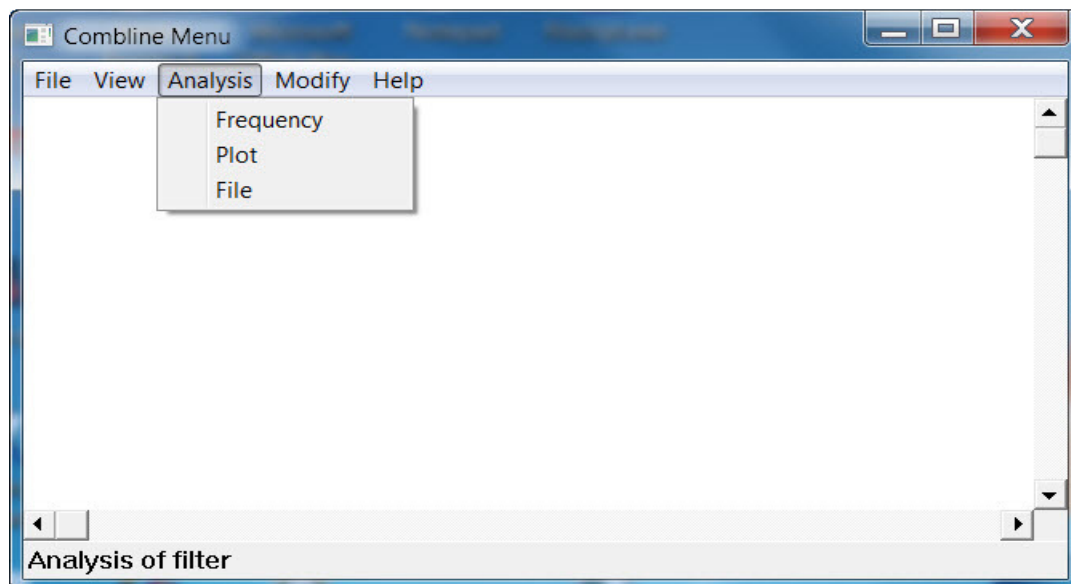 Combline Menu
File View Analysis Modify Help
Frequency
Plot
File
Analysis of filter